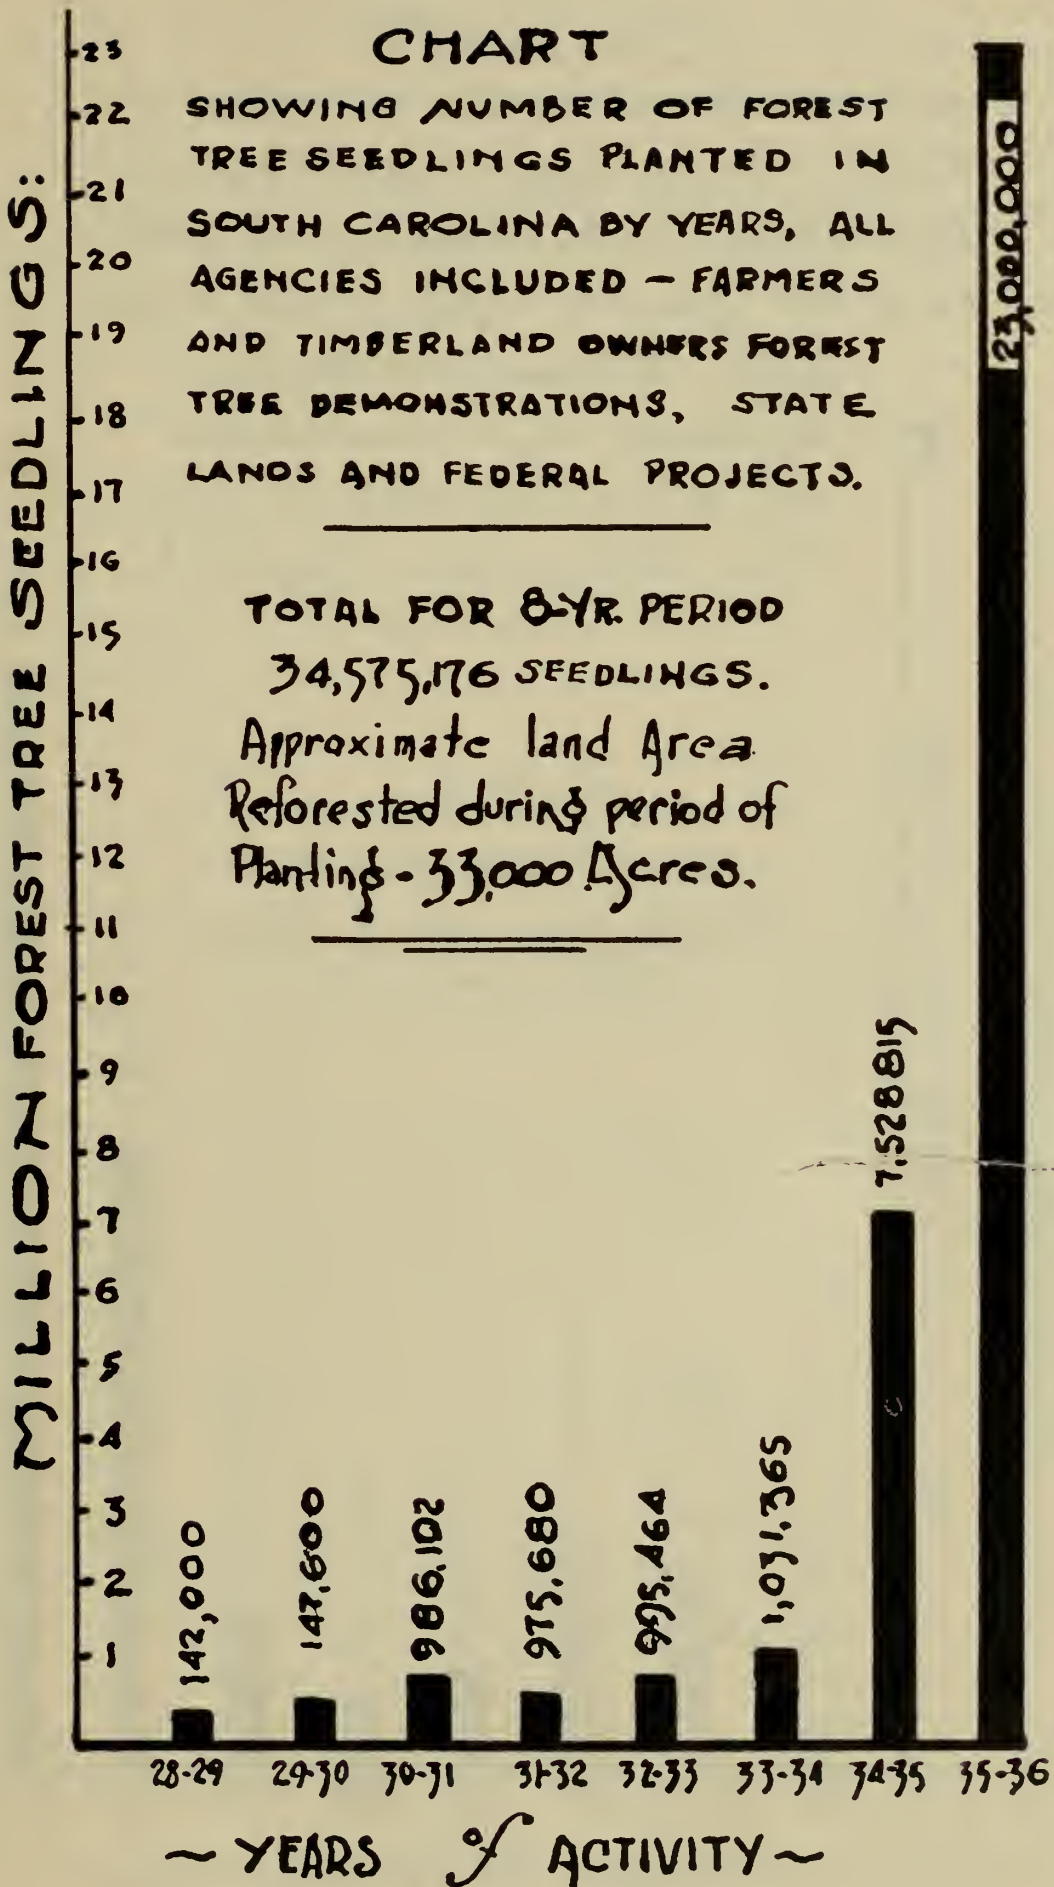 CHART
SHOWING NUMBER OF FOREST
TREE SEEDLINGS PLANTED IN
SOUTH CAROLINA BY YEARS, ALL
AGENCIES INCLUDED – FARMERS
AND TIMBERLAND OWNERS FOREST
TREE DEMONSTRATIONS, STATE
LANDS AND FEDERAL PROJECTS.
TOTAL FOR 8-YR. PERIOD
34,575,176 SEEDLINGS.
Approximate land Area
Reforested during period of
Planting - 33,000 Acres.
MILLION FOREST TREE SEEDLINGS:
23
22
21
20
19
18
17
16
15
14
13
12
11
10
9
8
7
6
5
4
3
2
1
142,000
147,600
986,102
975,680
995,464
1,031,365
7,528815
23,000,000
28-29 29-30 30-31 31-32 32-33 33-34 34-35 35-36
~ YEARS of ACTIVITY ~